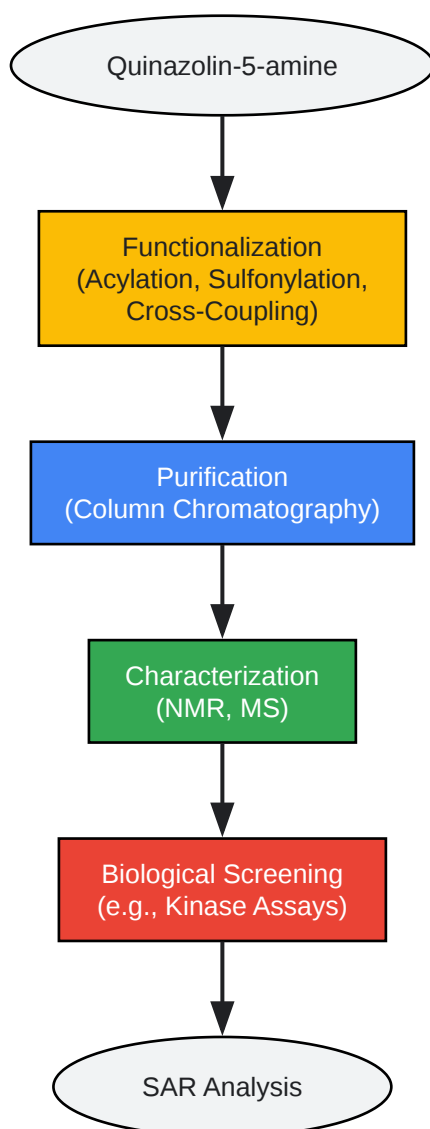 Quinazolin-5-amine
Functionalization
(Acylation, Sulfonylation,
Cross-Coupling)
Purification
(Column Chromatography)
Characterization
(NMR, MS)
Biological Screening
(e.g., Kinase Assays)
SAR Analysis